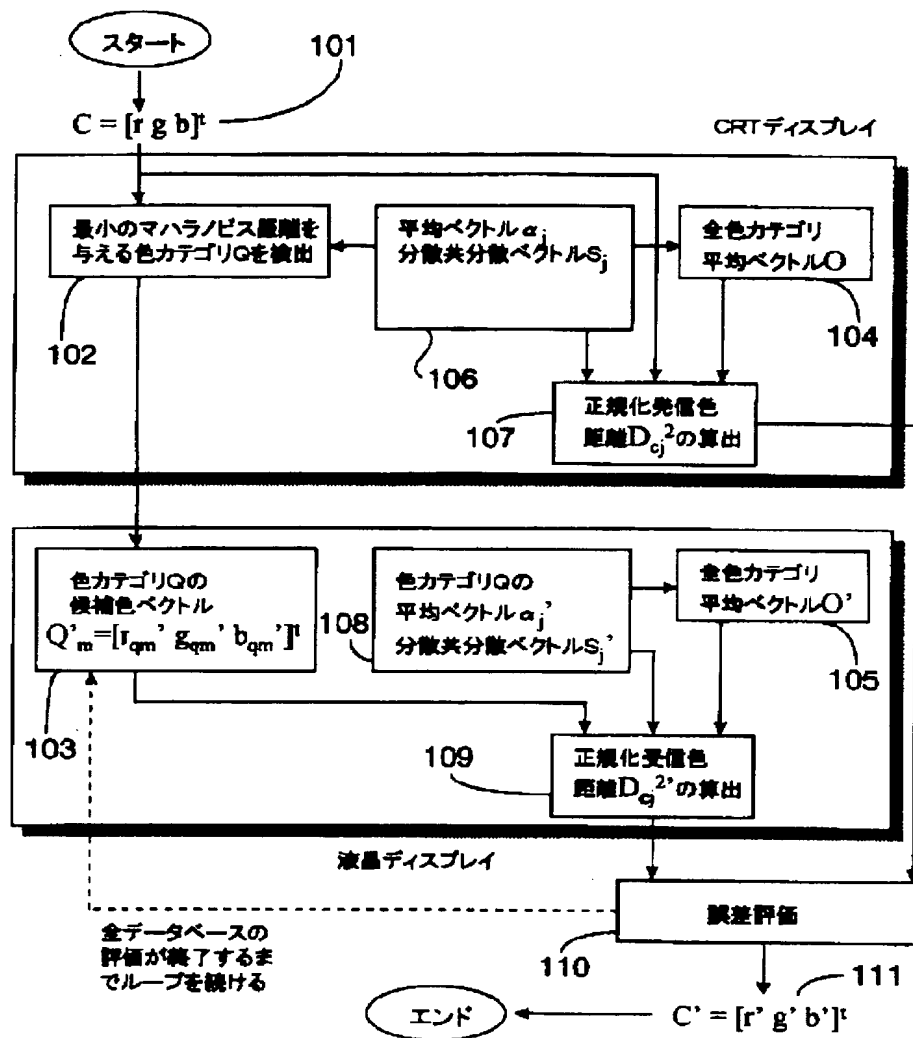 スタート
101
C = [r g b]ᵗ
CRTディスプレイ
最小のマハラノビス距離を
与える色カテゴリQを検出
平均ベクトルαj
分散共分散ベクトルSj
全色カテゴリ
平均ベクトルO
102
106
104
107
正規化発信色
距離Dcj²の算出
色カテゴリQの
候補色ベクトル
Q'm=[rqm' gqm' bqm']ᵗ
108
色カテゴリQの
平均ベクトルαj'
分散共分散ベクトルSj'
全色カテゴリ
平均ベクトルO'
103
105
109
正規化受信色
距離Dcj²'の算出
液晶ディスプレイ
全データベースの
評価が終了するま
でループを続ける
誤差評価
110
111
エンド
C' = [r' g' b']ᵗ